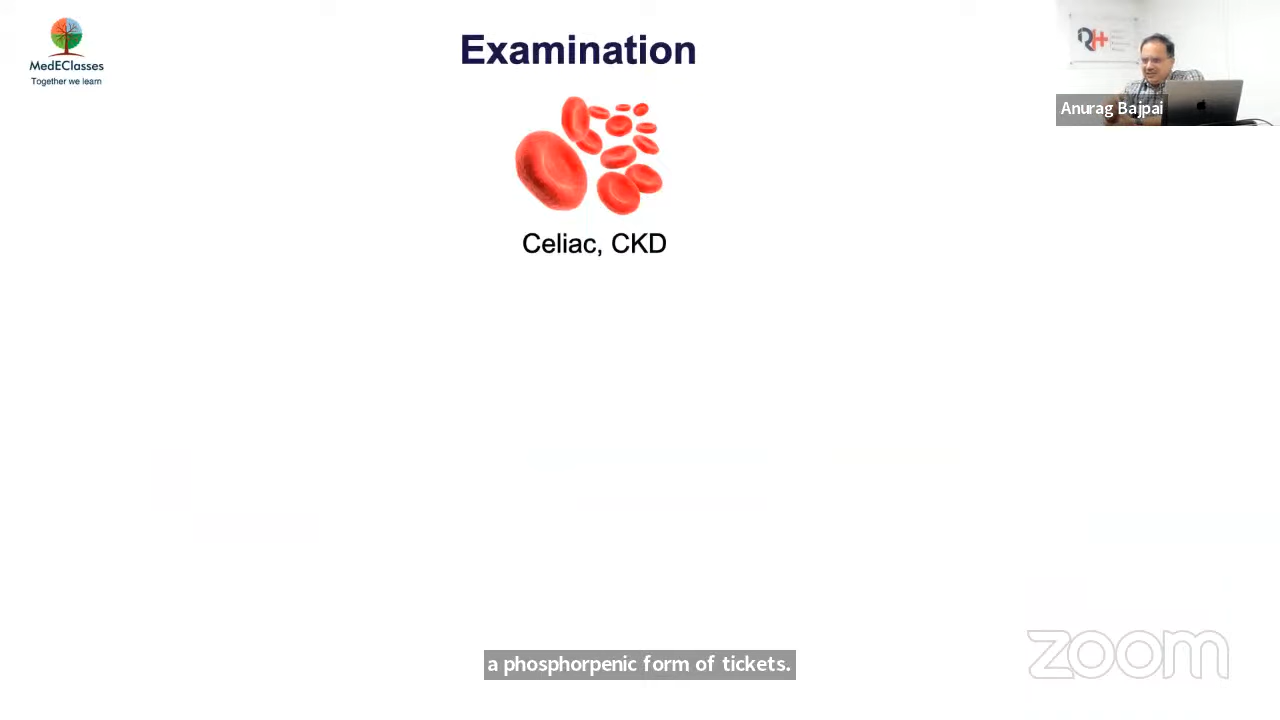 MedEClasses
Together we learn
Examination
Anurag Bajpai
Celiac, CKD
a phosphorpenic form of tickets.
zoom